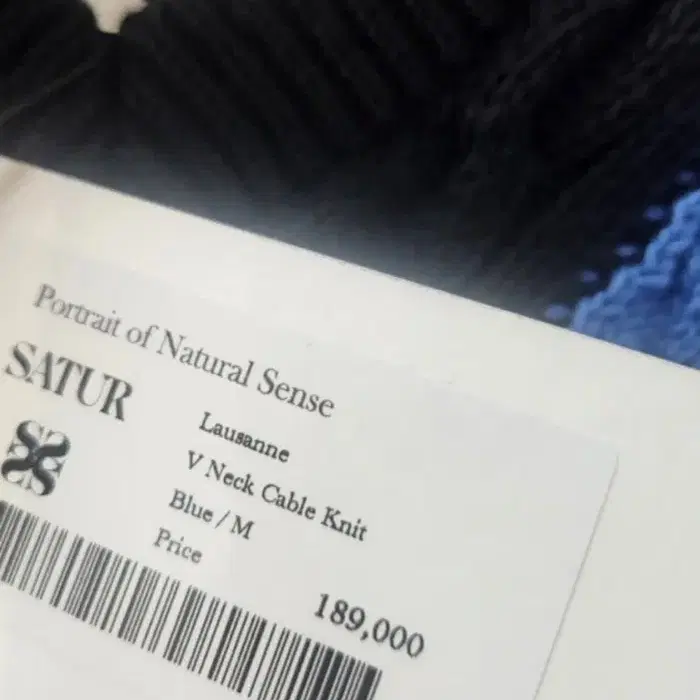 Portrait of Natural Sense
SATUR
Lausanne
V Neck Cable Knit
Blue / M
Price
189,000